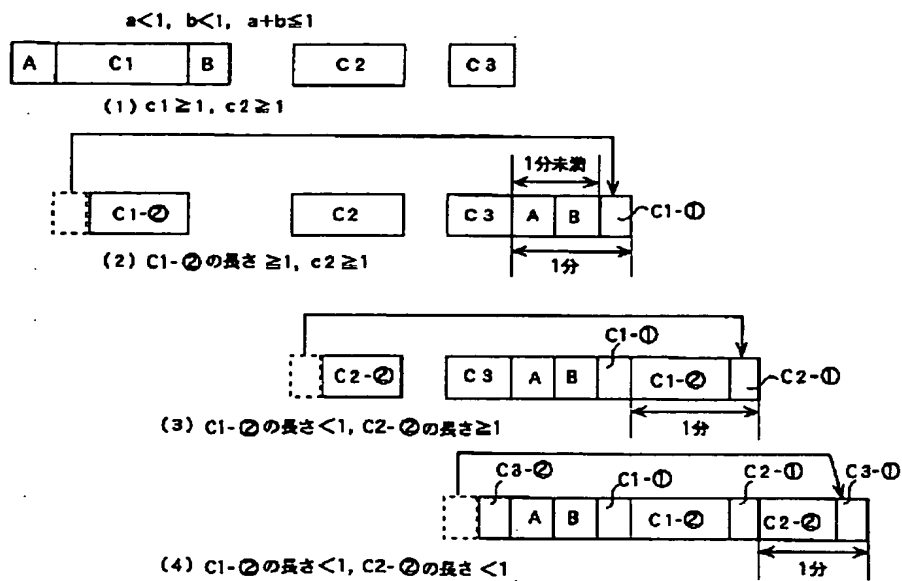 a<1, b<1, a+b≦1
A C1 B C2 C3
(1) c1≧1, c2≧1
1分未満
C1-② C2 C3 A B C1-①
(2) C1-②の長さ≧1, c2≧1
1分
C1-①
C2-② C3 A B C1-② C2-①
(3) C1-②の長さ<1, C2-②の長さ≧1
1分
C3-② C1-① C2-① C3-①
A B C1-② C2-②
(4) C1-②の長さ<1, C2-②の長さ<1
1分